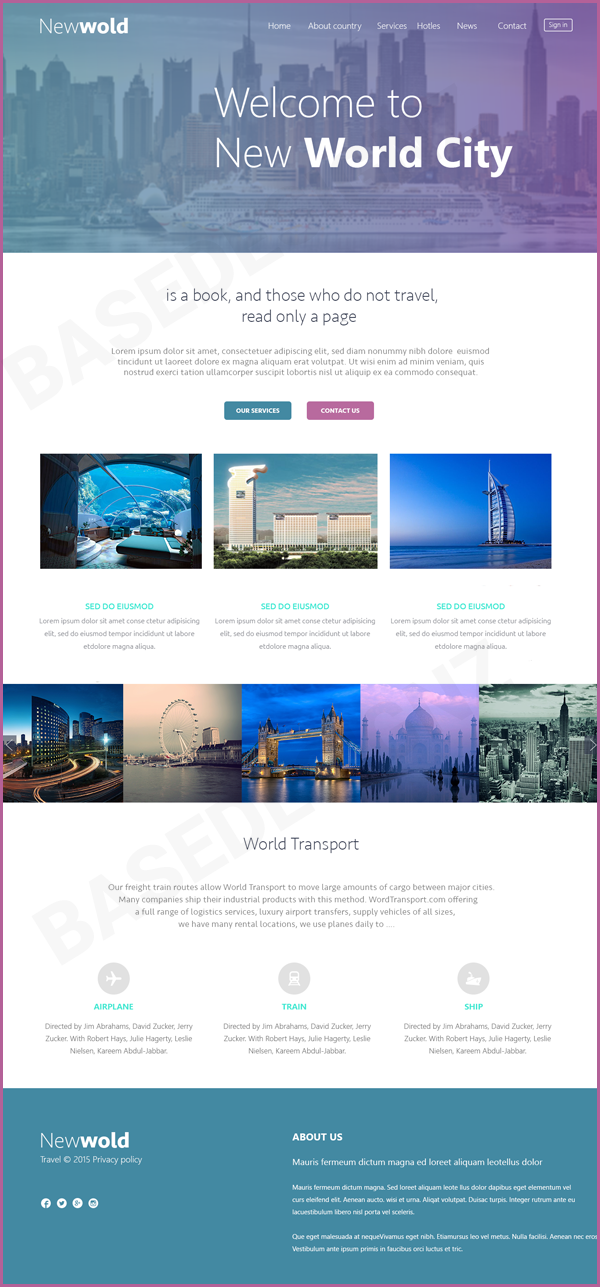 Newwold
Home About country Services Hotles News Contact Sign in
Welcome to
New World City
is a book, and those who do not travel,
read only a page
Lorem ipsum dolor sit amet, consectetuer adipiscing elit, sed diam nonummy nibh dolore euismod
tincidunt ut laoreet dolore ex magna aliquam erat volutpat. Ut wisi enim ad minim veniam, quis
nostrud exerci tation ullamcorper suscipit lobortis nisl ut aliquip ex ea commodo consequat.
OUR SERVICES CONTACT US
SED DO EIUSMOD
Lorem ipsum dolor sit amet conse ctetur adipisicing
elit, sed do eiusmod tempor incididunt ut labore
etdolore magna aliqua.
SED DO EIUSMOD
Lorem ipsum dolor sit amet conse ctetur adipisicing
elit, sed do eiusmod tempor incididunt ut labore
etdolore magna aliqua.
SED DO EIUSMOD
Lorem ipsum dolor sit amet conse ctetur adipisicing
elit, sed do eiusmod tempor incididunt ut labore
etdolore magna aliqua.
World Transport
Our freight train routes allow World Transport to move large amounts of cargo between major cities.
Many companies ship their industrial products with this method. WordTransport.com offering
a full range of logistics services, luxury airport transfers, supply vehicles of all sizes,
we have many rental locations, we use planes daily to ...
AIRPLANE
Directed by Jim Abrahams, David Zucker, Jerry
Zucker. With Robert Hays, Julie Hagerty, Leslie
Nielsen, Kareem Abdul-Jabbar.
TRAIN
Directed by Jim Abrahams, David Zucker, Jerry
Zucker. With Robert Hays, Julie Hagerty, Leslie
Nielsen, Kareem Abdul-Jabbar.
SHIP
Directed by Jim Abrahams, David Zucker, Jerry
Zucker. With Robert Hays, Julie Hagerty, Leslie
Nielsen, Kareem Abdul-Jabbar.
Newwold
Travel © 2015 Privacy policy
ABOUT US
Mauris fermeum dictum magna ed loreet aliquam leotellus dolor
Mauris fermeum dictum magna. Sed loreet aliquam leote llus dolor dapibus eget elementum vel
curs eleifend elit. Aenean aucto. wisi et urna. Aliqat volutpat. Duisac turpis. Integer rutrum ante eu
lacuestibulum libero nisl porta vel sceleris.
Que eget malesuada at nequeVivamus eget nibh. Etiamursus leo vel metus. Nulla facilisi. Aenean nec eros
Vestibulum ante ipsum primis in faucibus orci luctus et tric.